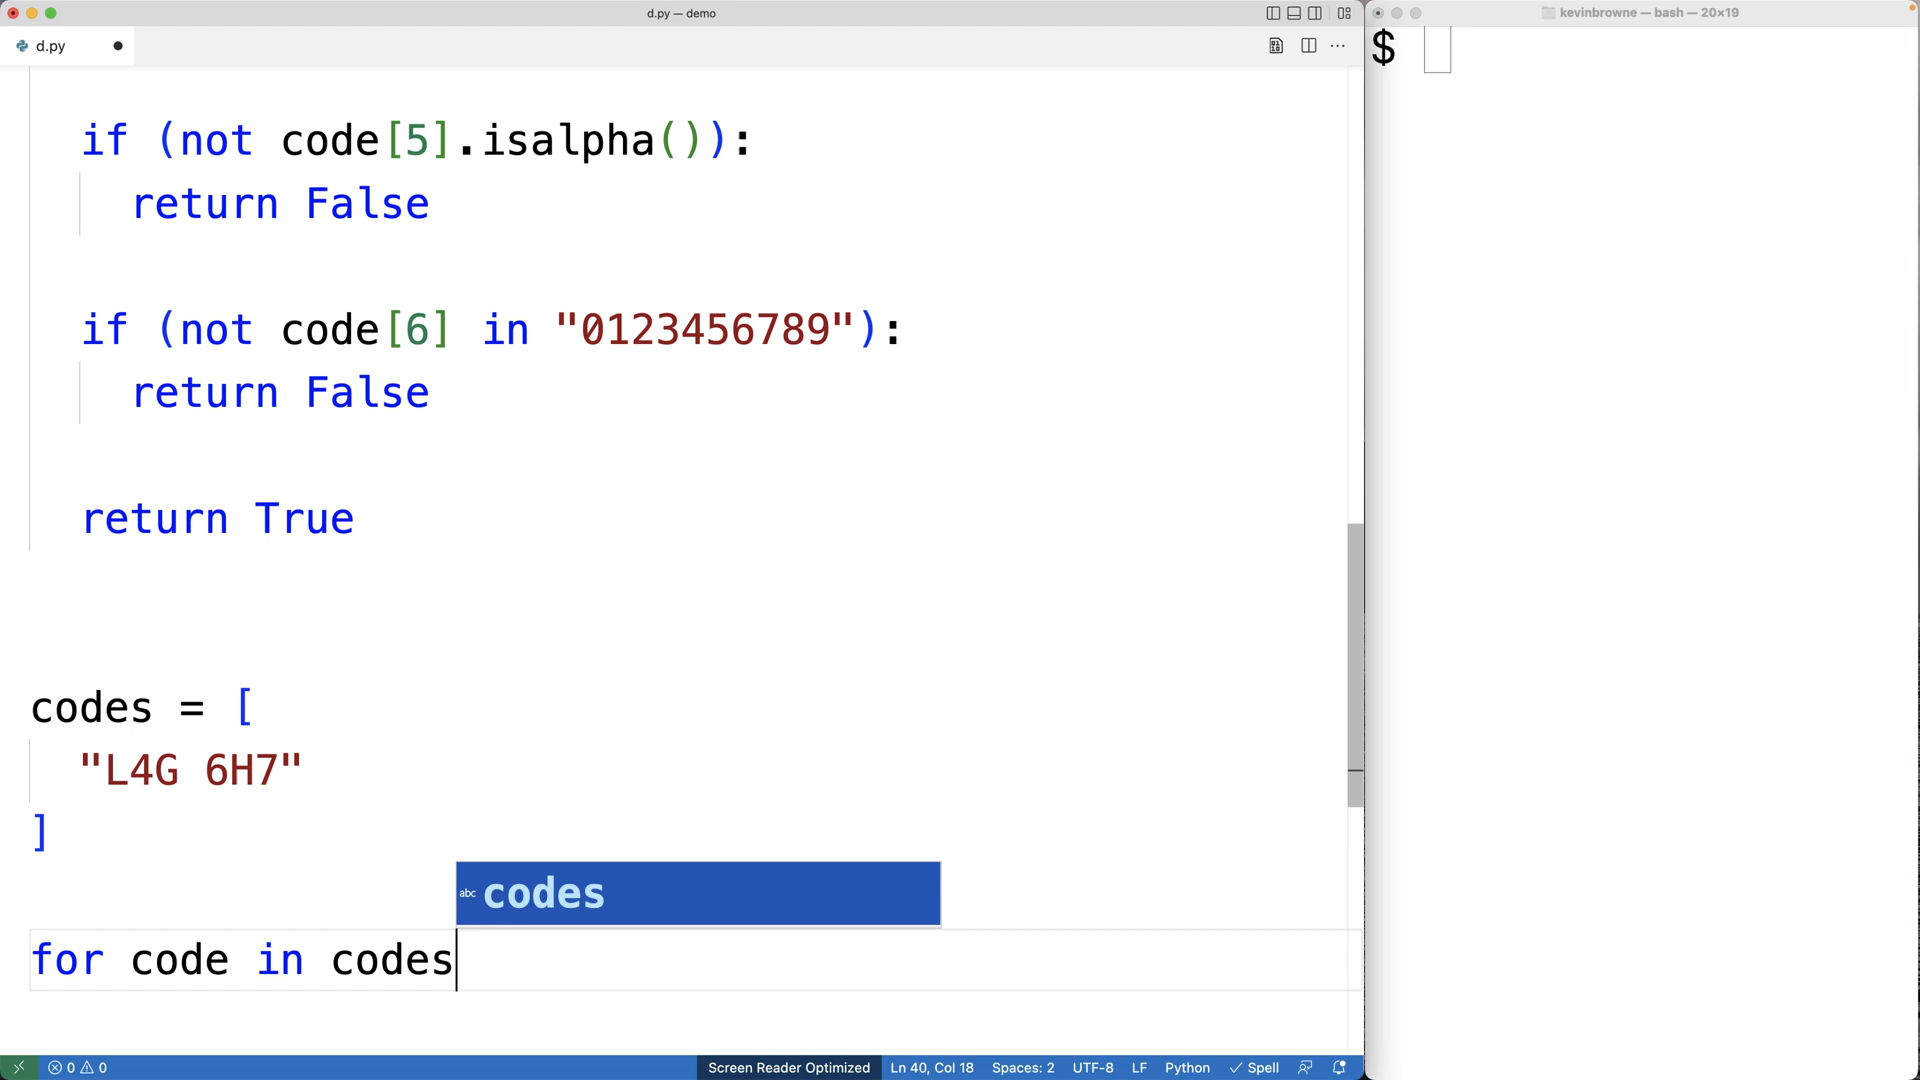 d.py — demo
d.py
if (not code[5].isalpha()):
return False
if (not code[6] in "0123456789"):
return False
return True
codes = [
"L4G 6H7"
]
abc codes
for code in codes
0 0
Screen Reader Optimized Ln 40, Col 18 Spaces: 2 UTF-8 LF Python Spell
kevinbrowne — bash — 20×19
$